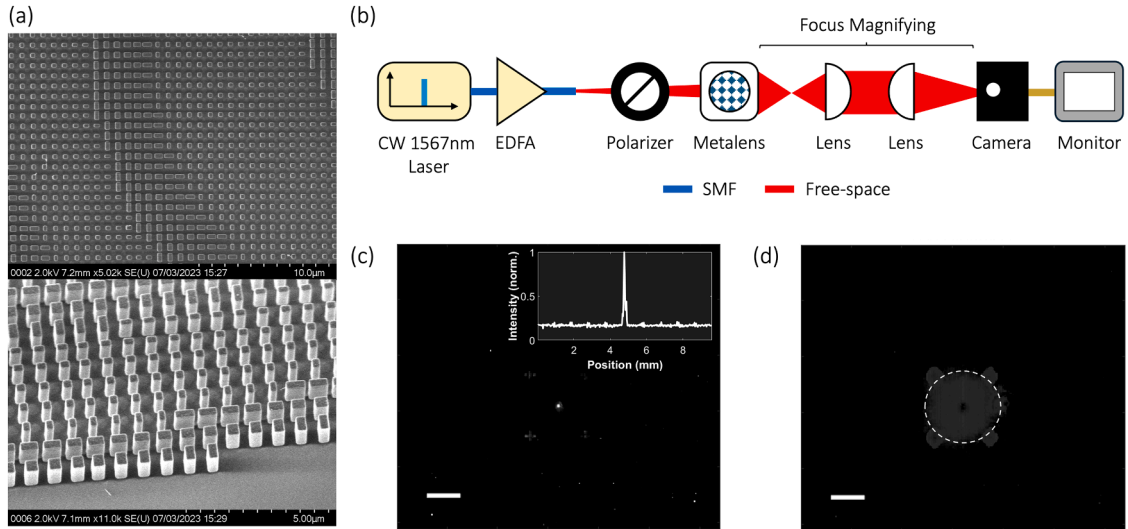 (a)
0002 2.0kV 7.2mm x5.02k SE(U) 07/03/2023 15:27 10.0μm
0006 2.0kV 7.1mm x11.0k SE(U) 07/03/2023 15:29 5.00μm
(b)
Focus Magnifying
CW 1567nm
Laser
EDFA
Polarizer
Metalens
Lens
Lens
Camera
Monitor
SMF
Free-space
(c)
Intensity (norm.)
1
0.5
0
2
4
6
8
Position (mm)
(d)